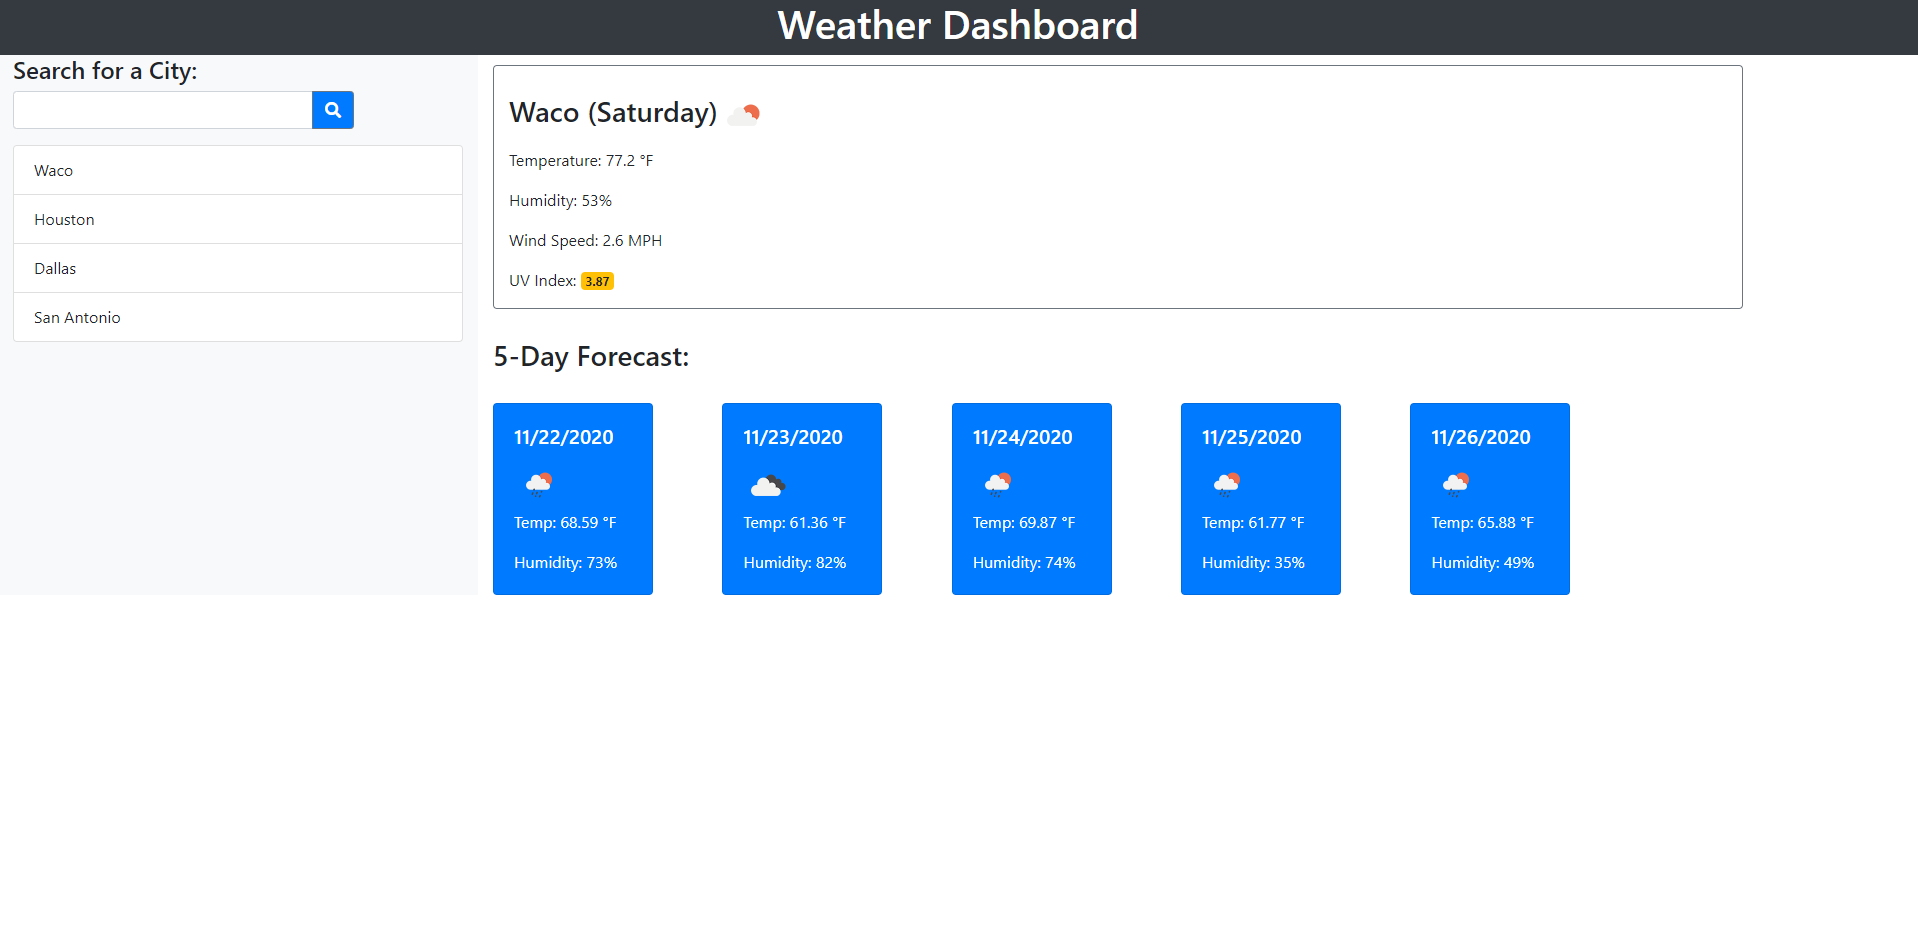 Weather Dashboard
Search for a City:
Waco
Houston
Dallas
San Antonio
Waco (Saturday)
Temperature: 77.2 °F
Humidity: 53%
Wind Speed: 2.6 MPH
UV Index: 3.87
5-Day Forecast:
11/22/2020
Temp: 68.59 °F
Humidity: 73%
11/23/2020
Temp: 61.36 °F
Humidity: 82%
11/24/2020
Temp: 69.87 °F
Humidity: 74%
11/25/2020
Temp: 61.77 °F
Humidity: 35%
11/26/2020
Temp: 65.88 °F
Humidity: 49%